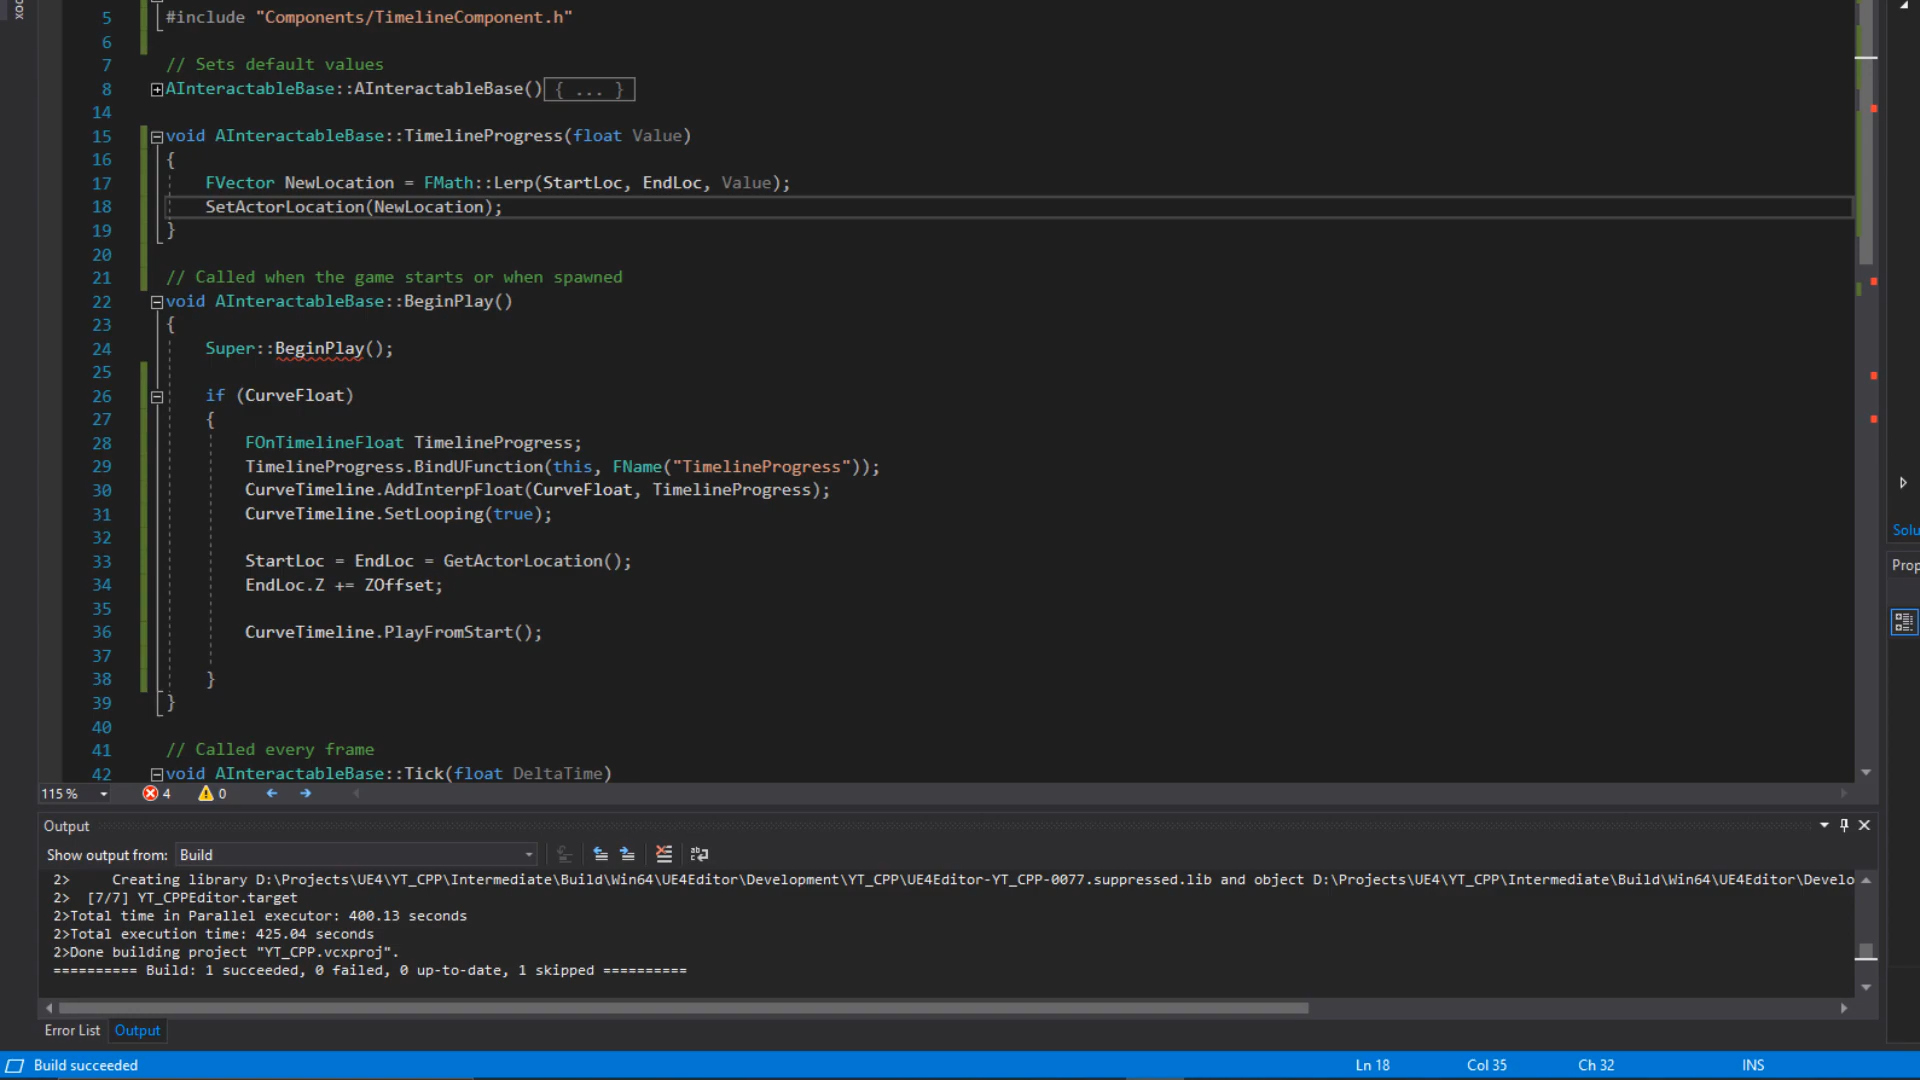 ox
5 #include "Components/TimelineComponent.h"
6
7 // Sets default values
8 AInteractableBase::AInteractableBase(){ ... }
14
15 void AInteractableBase::TimelineProgress(float Value)
16 {
17 FVector NewLocation = FMath::Lerp(StartLoc, EndLoc, Value);
18 SetActorLocation(NewLocation);
19 }
20
21 // Called when the game starts or when spawned
22 void AInteractableBase::BeginPlay()
23 {
24 Super::BeginPlay();
25
26 if (CurveFloat)
27 {
28 FOnTimelineFloat TimelineProgress;
29 TimelineProgress.BindUFunction(this, FName("TimelineProgress"));
30 CurveTimeline.AddInterpFloat(CurveFloat, TimelineProgress);
31 CurveTimeline.SetLooping(true);
32
33 StartLoc = EndLoc = GetActorLocation();
34 EndLoc.Z += ZOffset;
35
36 CurveTimeline.PlayFromStart();
37
38 }
39 }
40
41 // Called every frame
42 void AInteractableBase::Tick(float DeltaTime)
Solu
Prop
115 % 4 0
Output
Show output from: Build
2> Creating library D:\Projects\UE4\YT_CPP\Intermediate\Build\Win64\UE4Editor\Development\YT_CPP\UE4Editor-YT_CPP-0077.suppressed.lib and object D:\Projects\UE4\YT_CPP\Intermediate\Build\Win64\UE4Editor\Develo
2> [7/7] YT_CPPEditor.target
2>Total time in Parallel executor: 400.13 seconds
2>Total execution time: 425.04 seconds
2>Done building project "YT_CPP.vcxproj".
========== Build: 1 succeeded, 0 failed, 0 up-to-date, 1 skipped ==========
Error List Output
Build succeeded Ln 18 Col 35 Ch 32 INS